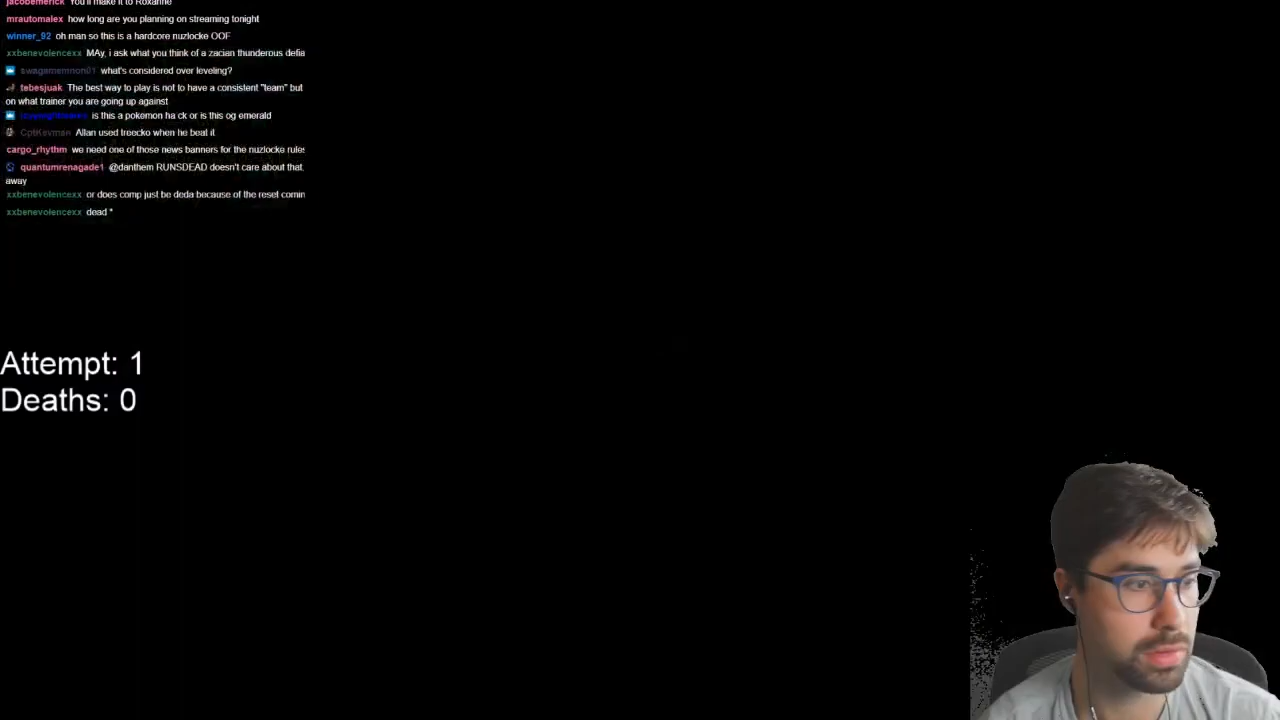 jacobemerick You'll make it to Roxanne
mrautomalex how long are you planning on streaming tonight
winner_92 oh man so this is a hardcore nuzlocke OOF
xxbenevolencexx MAy, i ask what you think of a zacian thunderous defia
swagamemnon01 what's considered over leveling?
tebesjuak The best way to play is not to have a consistent "team" but
on what trainer you are going up against
is this a pokemon ha ck or is this og emerald
CptKevman Allan used treecko when he beat it
cargo_rhythm we need one of those news banners for the nuzlocke rules
quantumrenagade1 @danthem RUNSDEAD doesn't care about that.
away
xxbenevolencexx or does comp just be deda because of the reset comin
xxbenevolencexx dead *
Attempt: 1
Deaths: 0